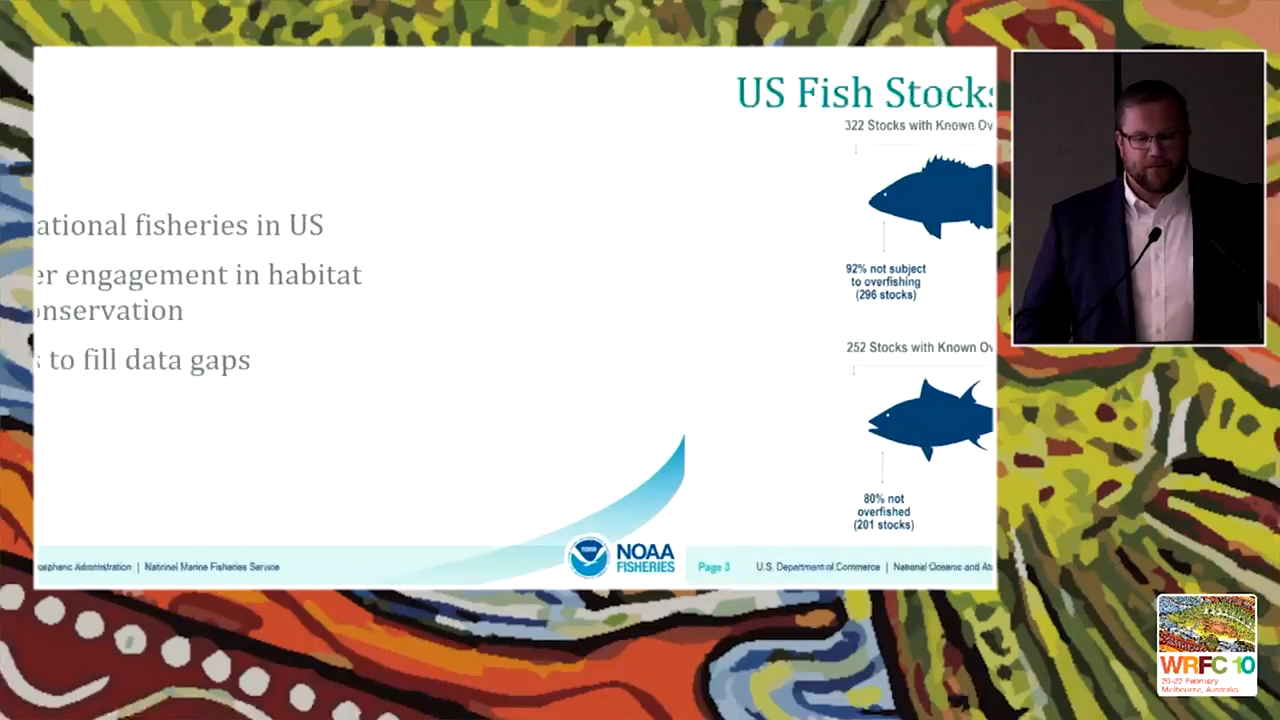 ational fisheries in US
er engagement in habitat
onservation
s to fill data gaps
US Fish Stocks
322 Stocks with Known Ov
92% not subject
to overfishing
(296 stocks)
252 Stocks with Known Ov
80% not
overfished
(201 stocks)
ospheric Administration | National Marine Fisheries Service
NOAA
FISHERIES
Page 3
U.S. Department of Commerce | National Oceanic and At
WRFC 10
20-22 February
Melbourne, Australia